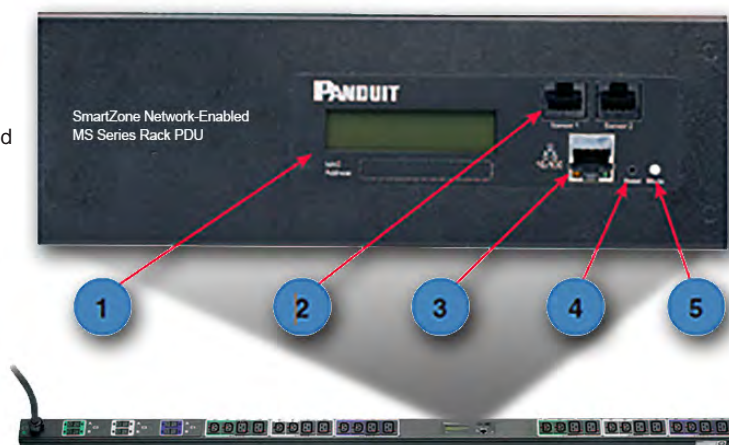 PANDUIT
SmartZone Network-Enabled
MS Series Rack PDU
d
Sensor 1
Sensor 2
MAC
Address
Reset
Mode
1
2
3
4
5